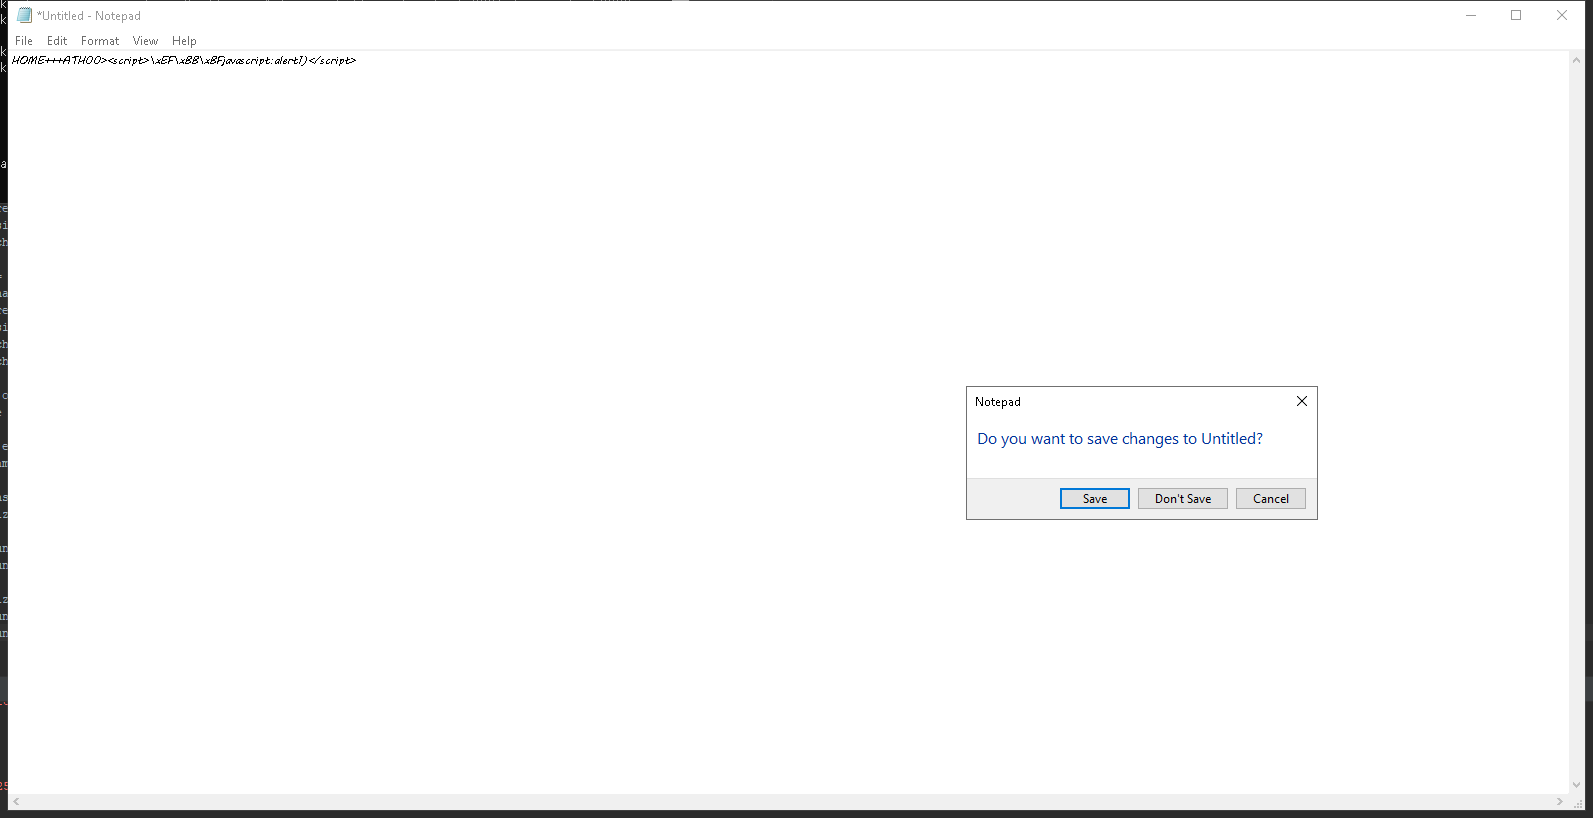 *Untitled - Notepad
File Edit Format View Help
HOME+++ATHOO><script>\xEF\xBB\xBFjavascript:alert1)</script>
Notepad
Do you want to save changes to Untitled?
Save Don't Save Cancel